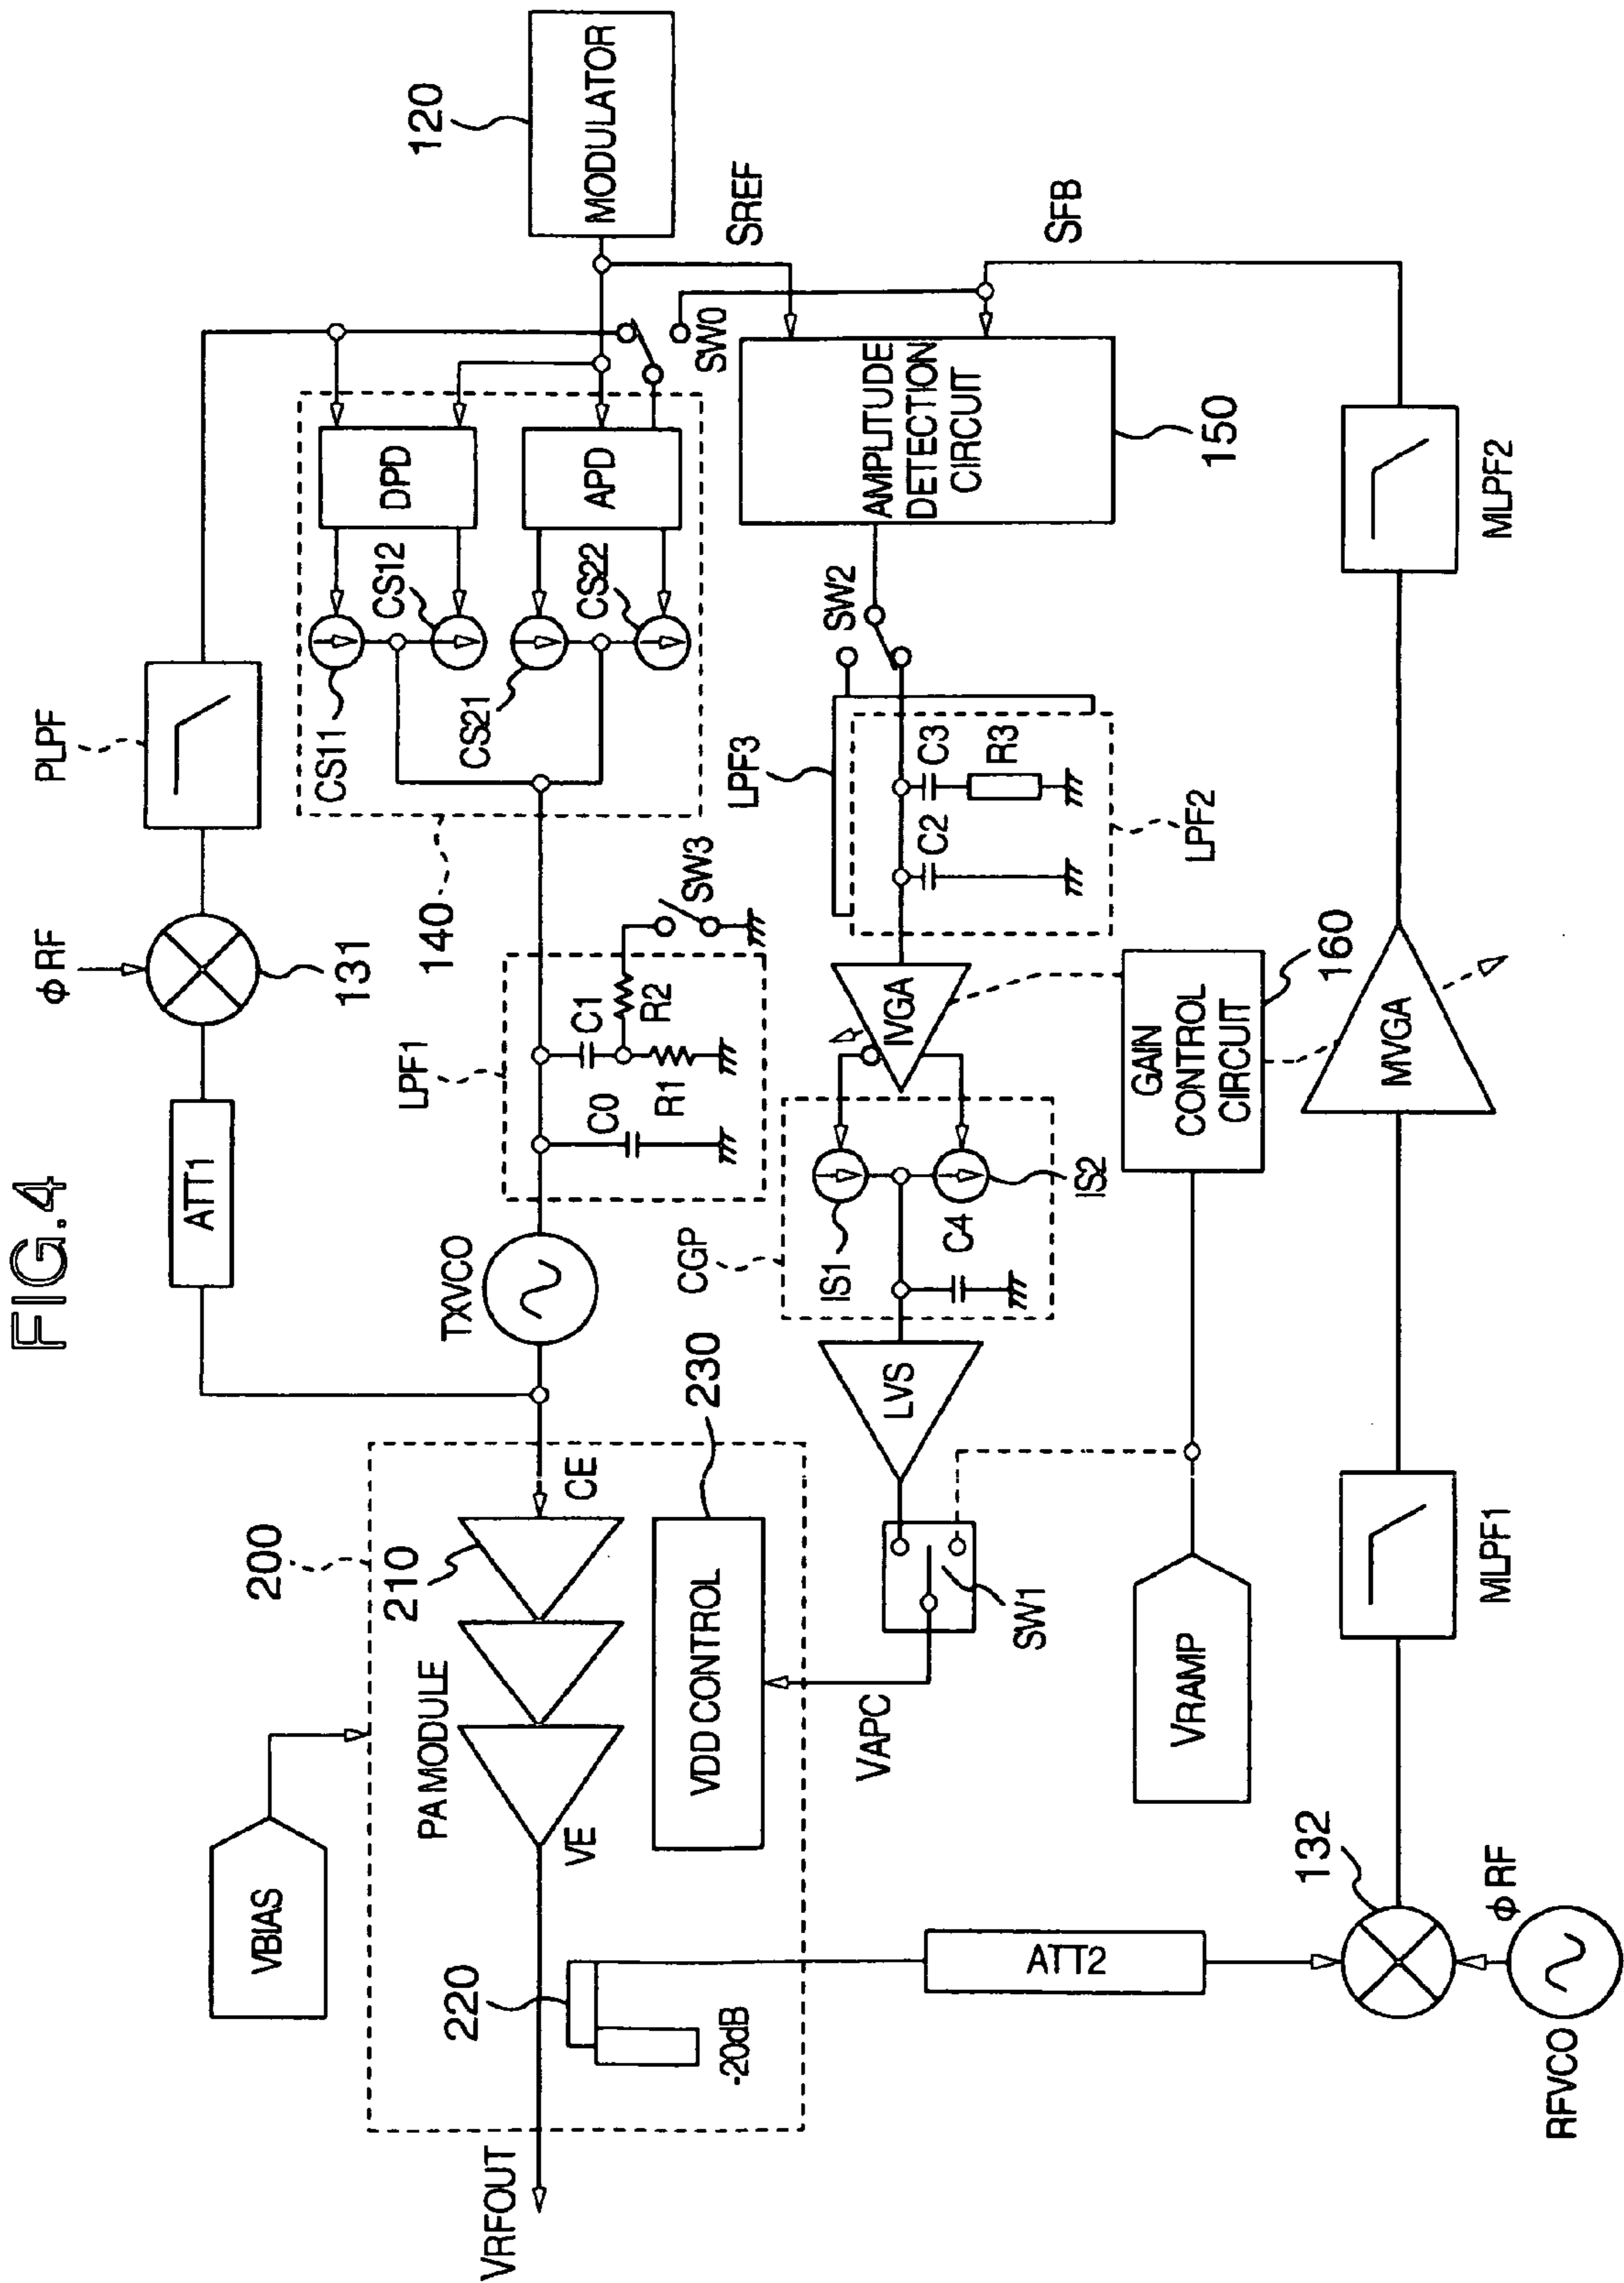 FIG.4
VBIAS
200
210
PA MODULE
CE
VE
VRFOUT
220
-20dB
VDD CONTROL
230
ATT1
ΦRF
131
PLPF
TXVCO
LPF1
C0
C1
R1
R2
SW3
140
CS11
CS12
CS21
CS22
DPD
APD
SW0
120
MODULATOR
SREF
SFB
AMPLITUDE
DETECTION
CIRCUIT
150
SW2
LPF3
C3
R3
C2
LPF2
IVGA
CGP
IS1
IS2
C4
LVS
SW1
VAPC
VRAMP
GAIN
CONTROL
CIRCUIT
160
ATT2
132
ΦRF
RFVCO
MLPF1
MVGA
MLPF2